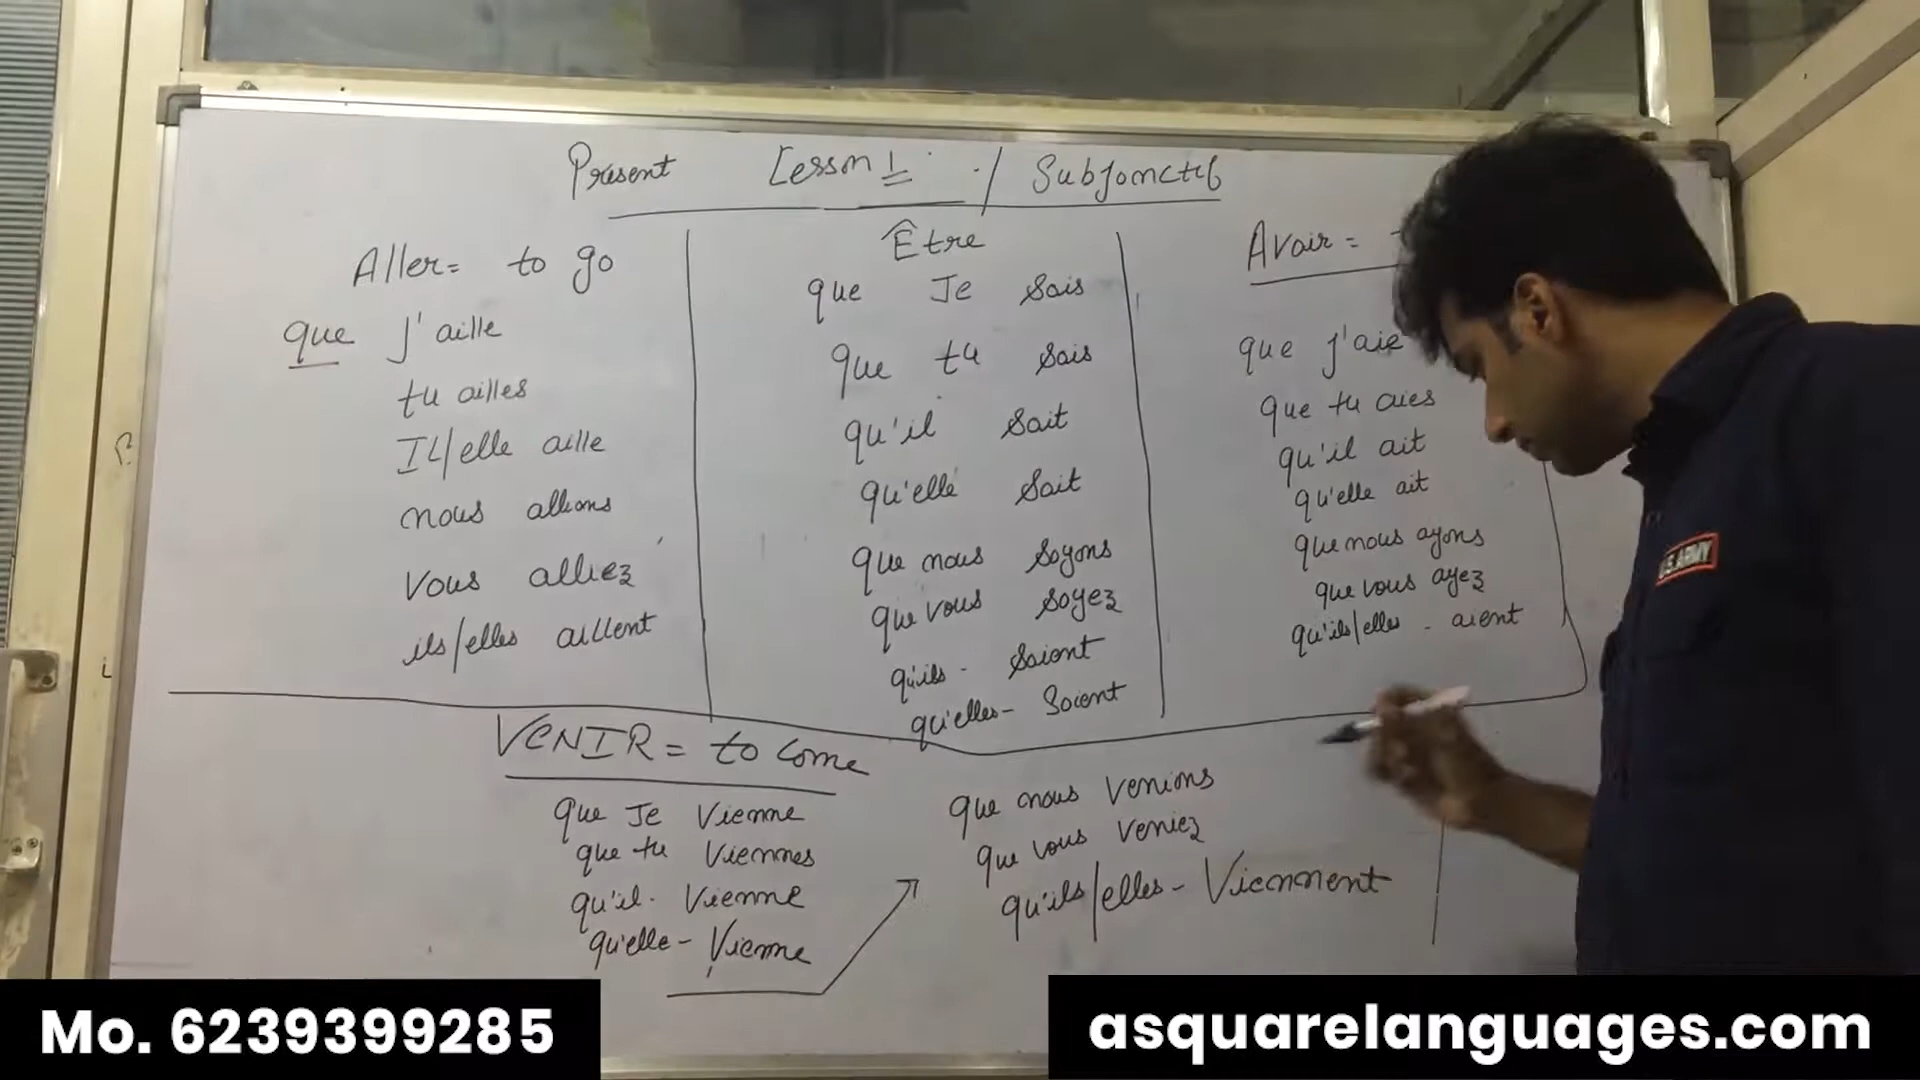 Présent Lesson 1 / Subjonctif
Aller = to go
que j'aille
tu ailles
IL/elle aille
nous allions
vous alliez
ils/elles aillent
Être
que Je sois
que tu sois
qu'il soit
qu'elle soit
que nous soyons
que vous soyez
qu'ils - soient
qu'elles - soient
Avair =
que j'aie
que tu aies
qu'il ait
qu'elle ait
que nous ayons
que vous ayez
qu'ils/elles - aient
VENIR = to come
que Je Vienne
que tu Viennes
qu'il - Vienne
qu'elle - Vienne
que nous Venions
que vous Veniez
qu'ils/elles - Viennent
U.S. ARMY
Mo. 6239399285
asquarelanguages.com